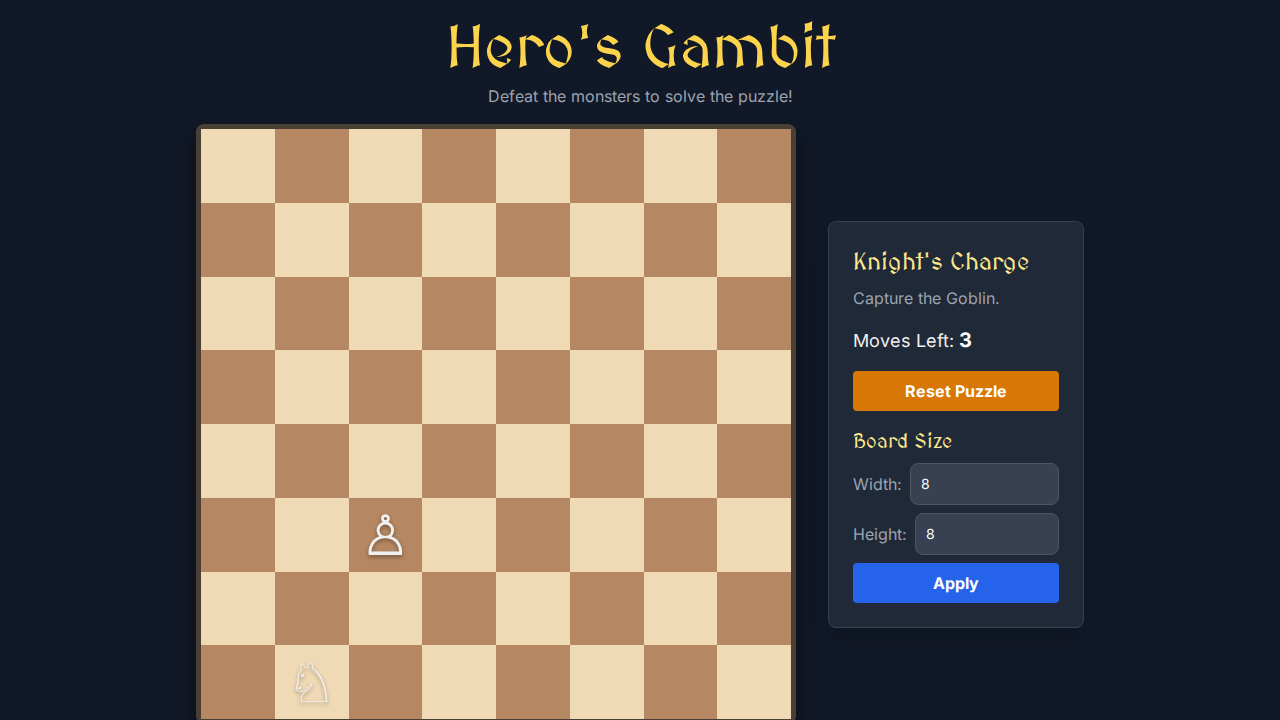 Hero's Gambit
Defeat the monsters to solve the puzzle!
Knight's Charge
Capture the Goblin.
Moves Left: 3
Reset Puzzle
Board Size
Width: 8
Height: 8
Apply